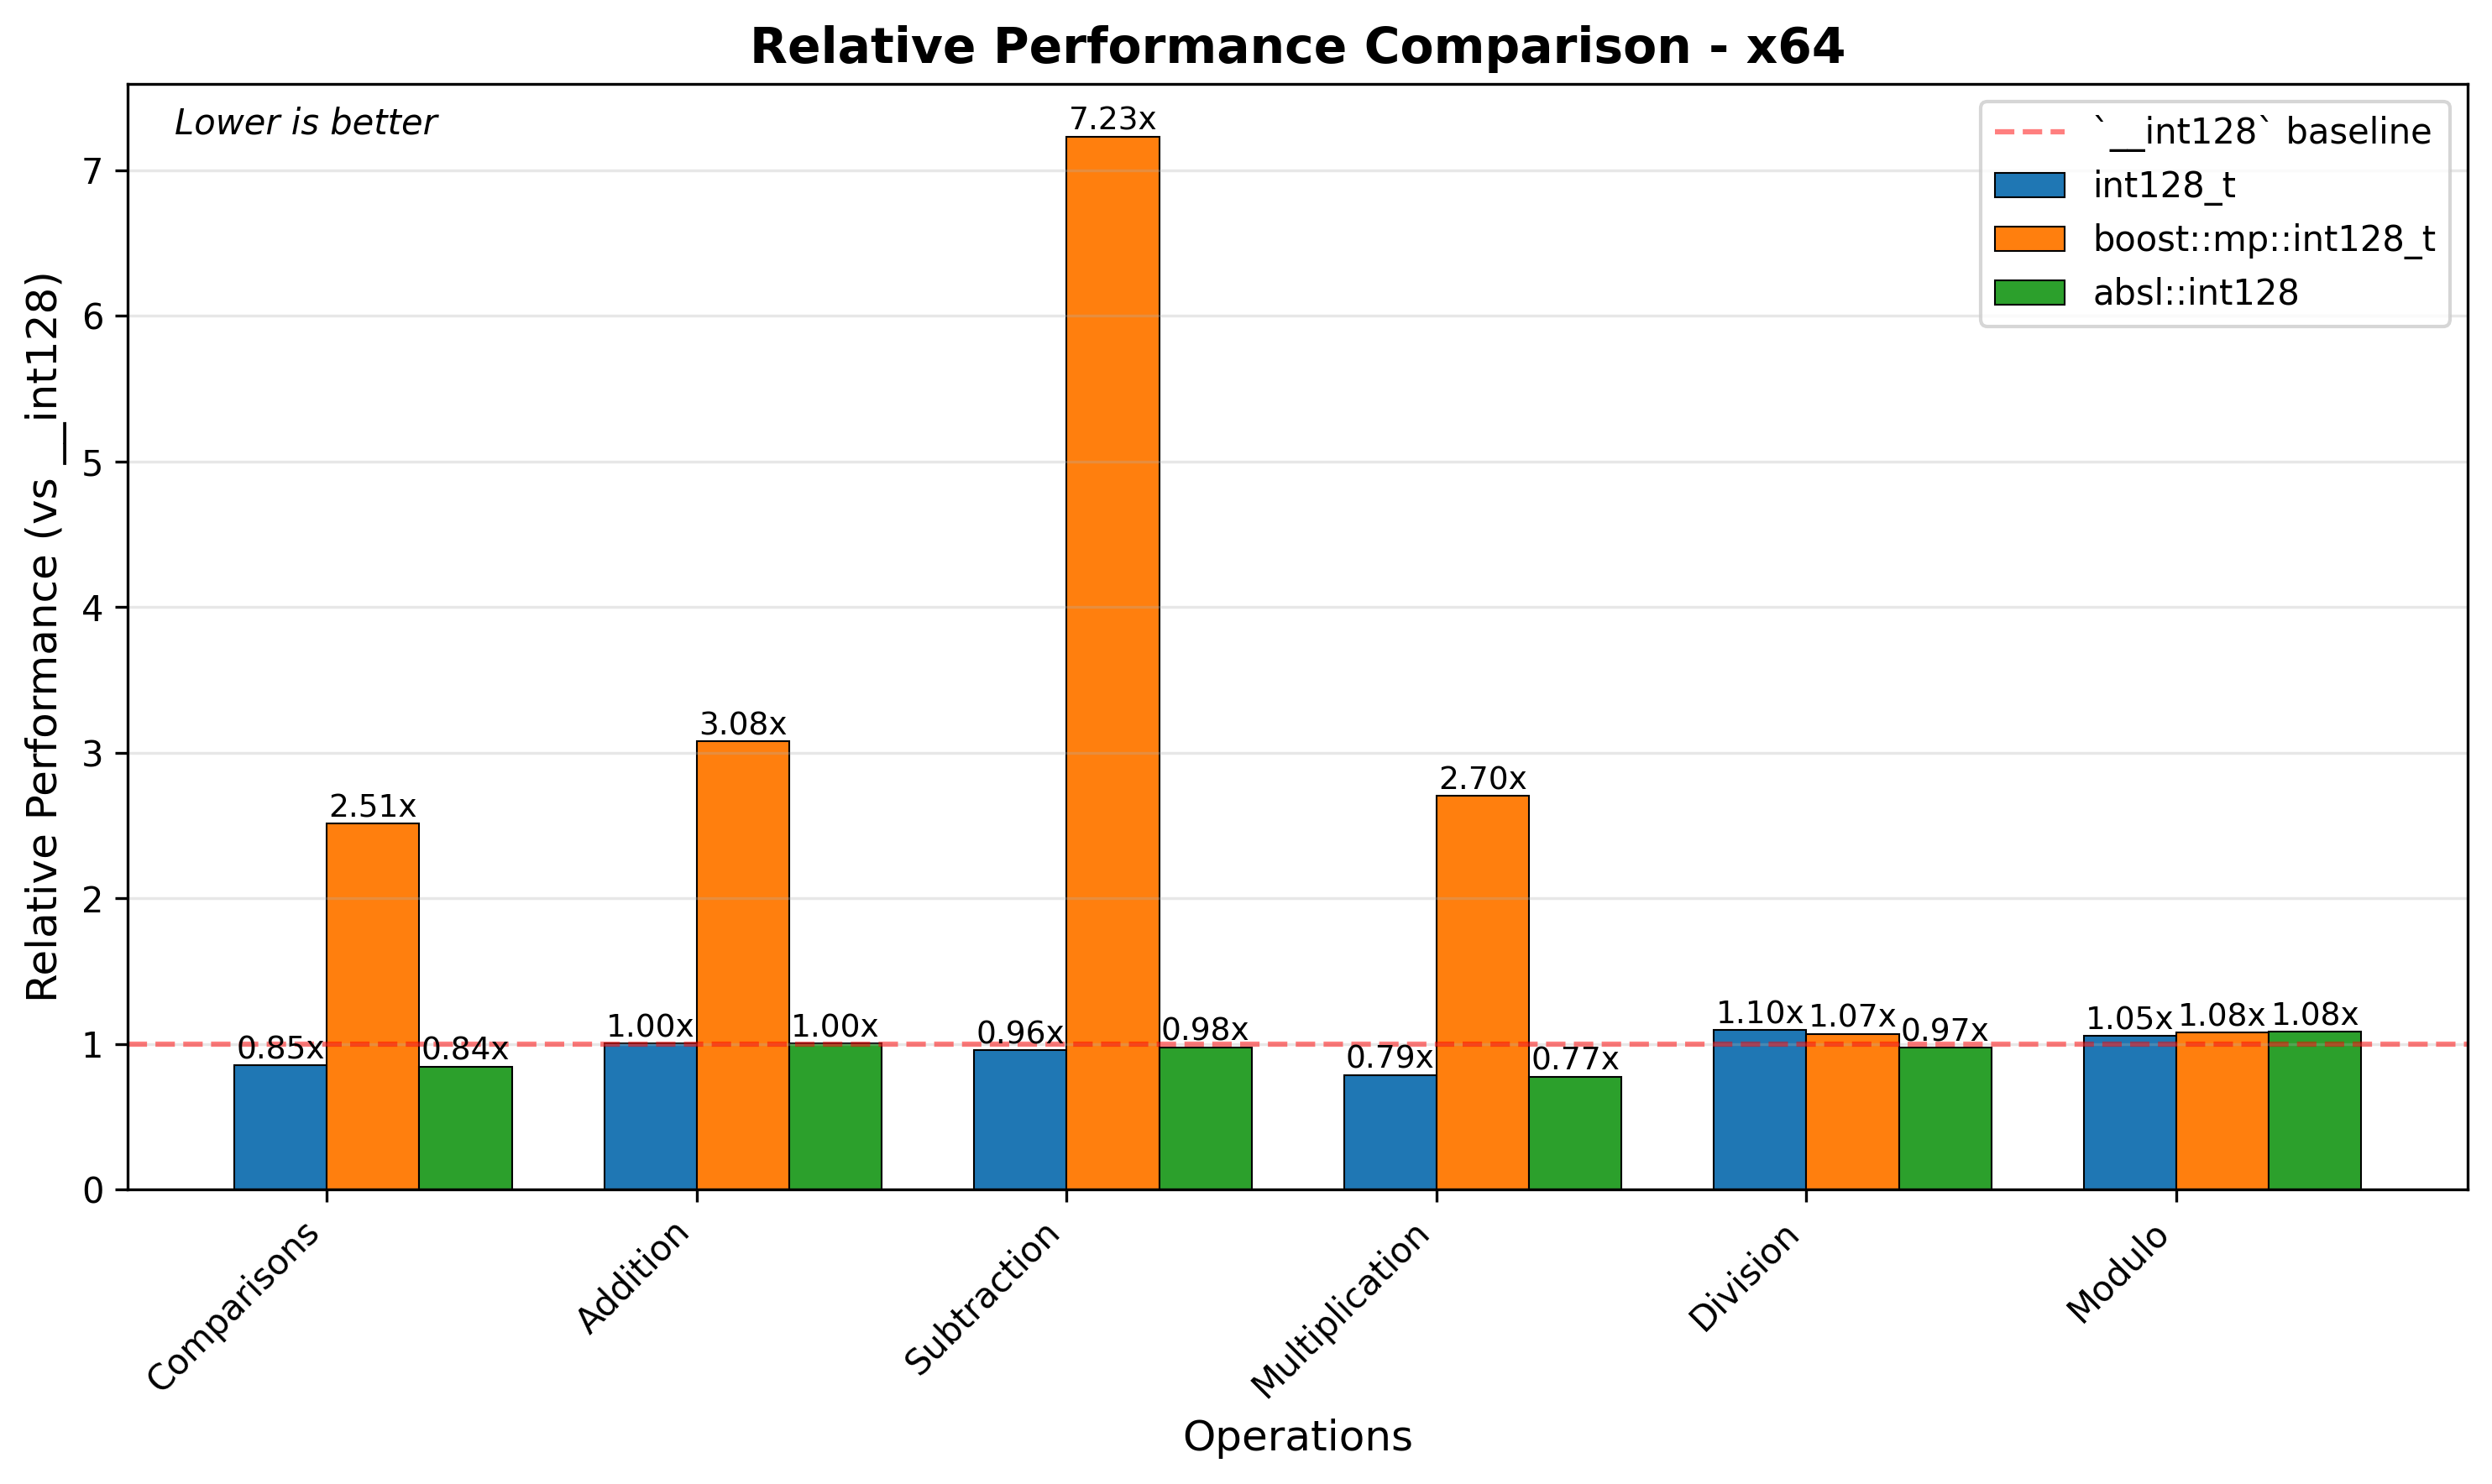 Relative Performance Comparison - x64
Lower is better
`__int128` baseline
int128_t
boost::mp::int128_t
absl::int128
Relative Performance (vs __int128)
7
6
5
4
3
2
1
0
0.85x
2.51x
0.84x
1.00x
3.08x
1.00x
0.96x
7.23x
0.98x
0.79x
2.70x
0.77x
1.10x
1.07x
0.97x
1.05x
1.08x
1.08x
Comparisons
Addition
Subtraction
Multiplication
Division
Modulo
Operations